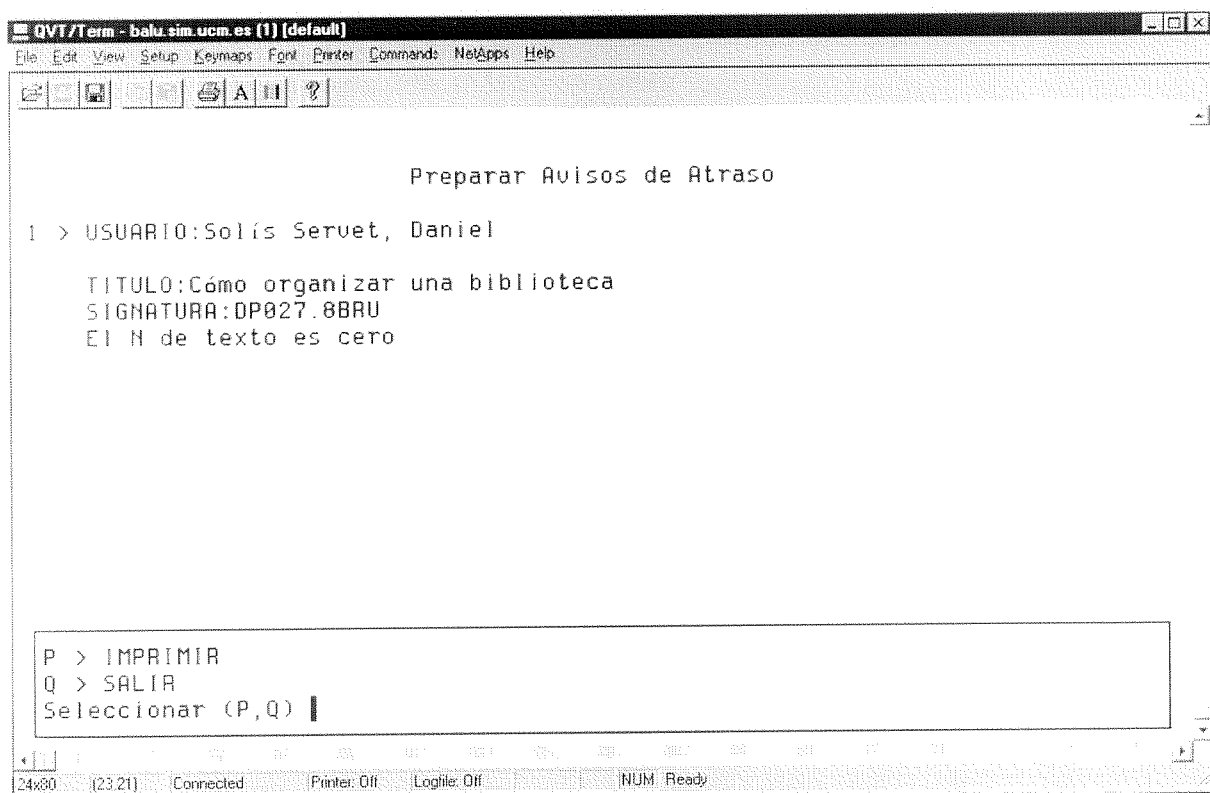 QVT/Term - balu.sim.ucm.es (1) [default]
File Edit View Setup Keymaps Font Printer Commands NetApps Help
Preparar Avisos de Atraso
1 > USUARIO:Solís Servet, Daniel
TITULO:Cómo organizar una biblioteca
SIGNATURA:DP027.8BRU
El N de texto es cero
P > IMPRIMIR
Q > SALIR
Seleccionar (P,Q)
24x80 (23,21) Connected Printer: Off Logfile: Off NUM Ready